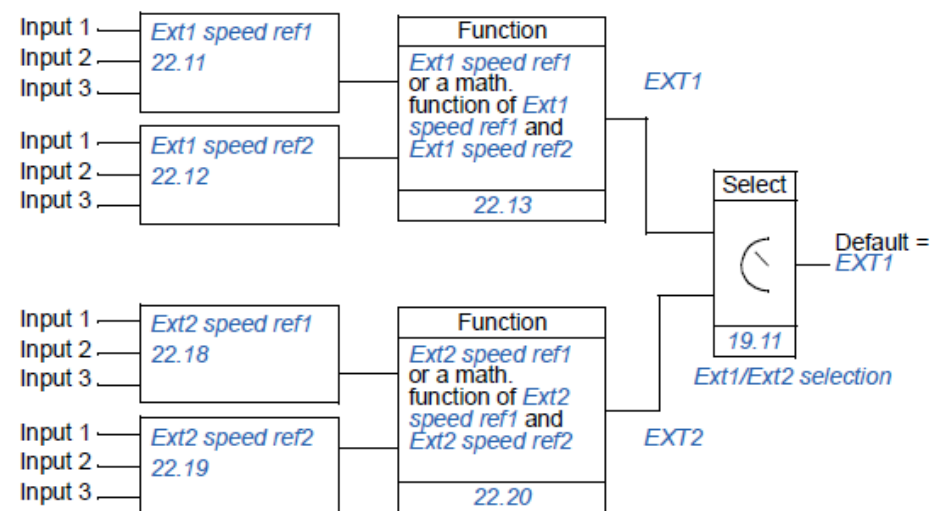 Input 1
Input 2
Input 3
Ext1 speed ref1
22.11
Input 1
Input 2
Input 3
Ext1 speed ref2
22.12
Function
Ext1 speed ref1
or a math.
function of Ext1
speed ref1 and
Ext1 speed ref2
22.13
EXT1
Select
19.11
Ext1/Ext2 selection
Default =
EXT1
Input 1
Input 2
Input 3
Ext2 speed ref1
22.18
Input 1
Input 2
Input 3
Ext2 speed ref2
22.19
Function
Ext2 speed ref1
or a math.
function of Ext2
speed ref1 and
Ext2 speed ref2
22.20
EXT2